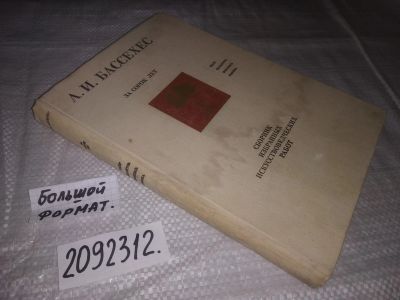 А.И. БАССЕХЕС
ЗА СОРОК ЛЕТ
СБОРНИК
ИЗБРАННЫХ
ИСКУССТВОВЕДЧЕСКИХ
РАБОТ
Большой
формат.
2092312.